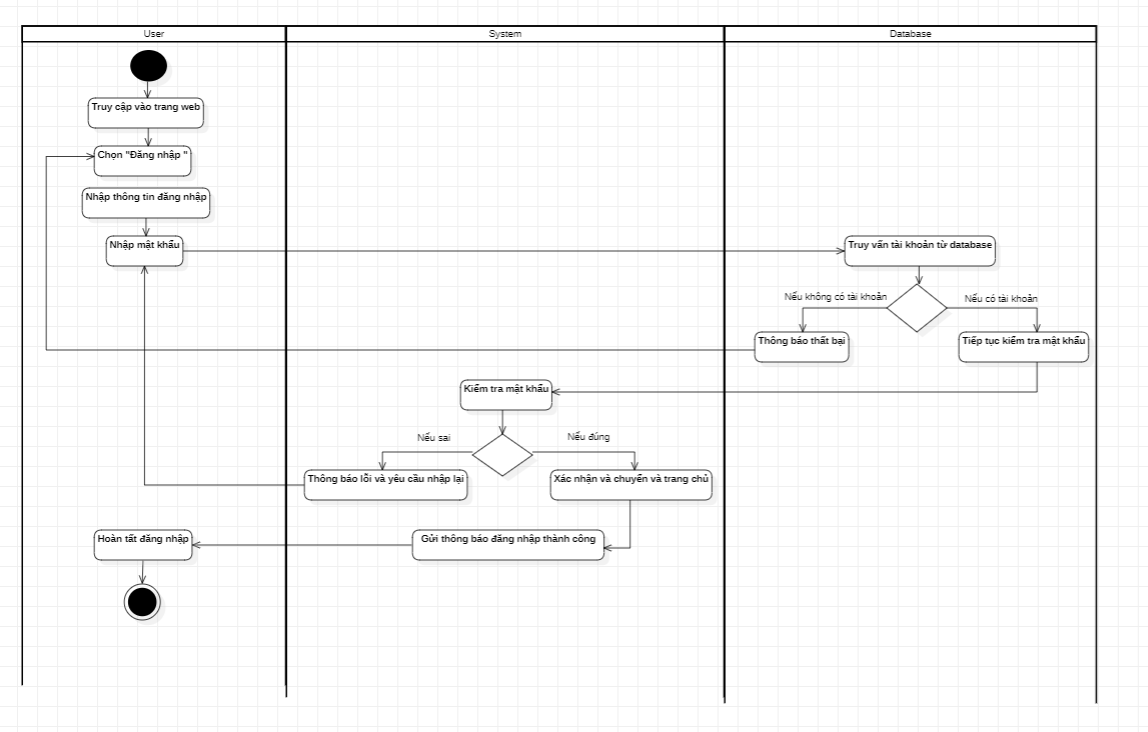 User
System
Database
Truy cập vào trang web
Chọn "Đăng nhập "
Nhập thông tin đăng nhập
Nhập mật khẩu
Truy vấn tài khoản từ database
Nếu không có tài khoản
Nếu có tài khoản
Thông báo thất bại
Tiếp tục kiểm tra mật khẩu
Kiểm tra mật khẩu
Nếu sai
Nếu đúng
Thông báo lỗi và yêu cầu nhập lại
Xác nhận và chuyển và trang chủ
Hoàn tất đăng nhập
Gửi thông báo đăng nhập thành công